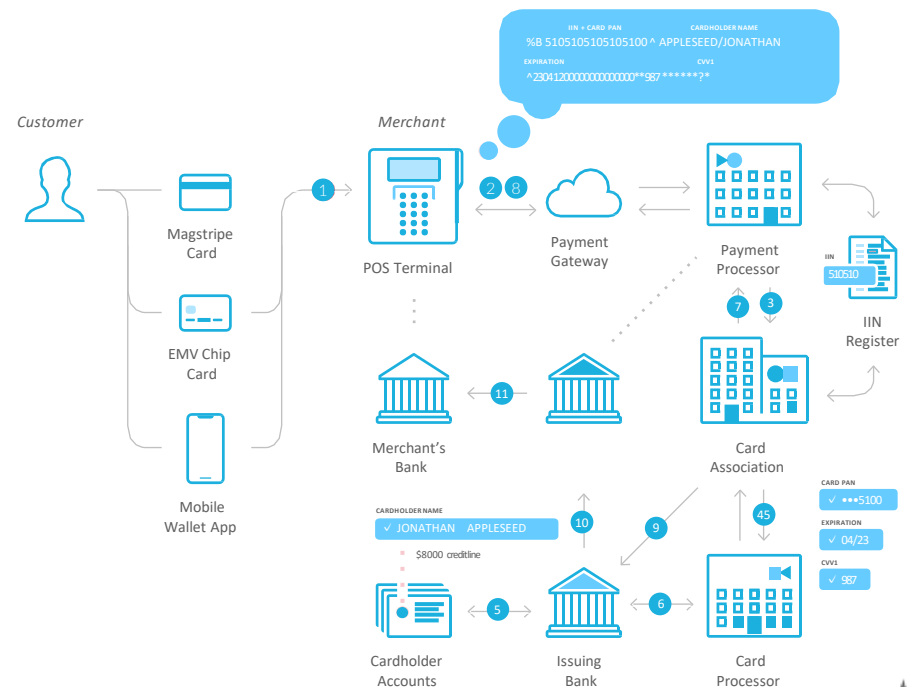 IIN + CARD PAN CARDHOLDER NAME
%B 5105105105105100 ^ APPLESEED/JONATHAN
EXPIRATION CVV1
^23041200000000000000**987 ******?*
Customer
Merchant
1
2 8
Magstripe
Card
POS Terminal
Payment
Gateway
Payment
Processor
IIN
510510
IIN
Register
7
3
EMV Chip
Card
11
Merchant's
Bank
Card
Association
Mobile
Wallet App
CARDHOLDER NAME
✓ JONATHAN APPLESEED
$8000 creditline
10
9
45
CARD PAN
✓ •••5100
EXPIRATION
✓ 04/23
CVV1
✓ 987
5
6
Cardholder
Accounts
Issuing
Bank
Card
Processor